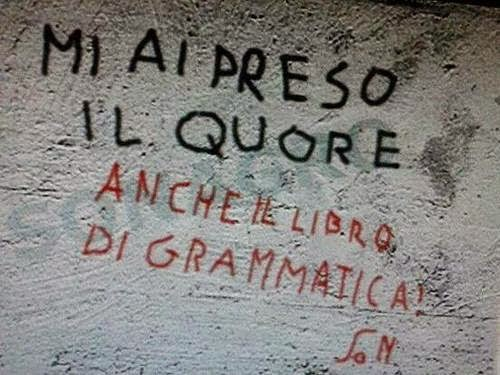 MI AI PRESO
IL QUORE
ANCHE IL LIBRO
DI GRAMMATICA!